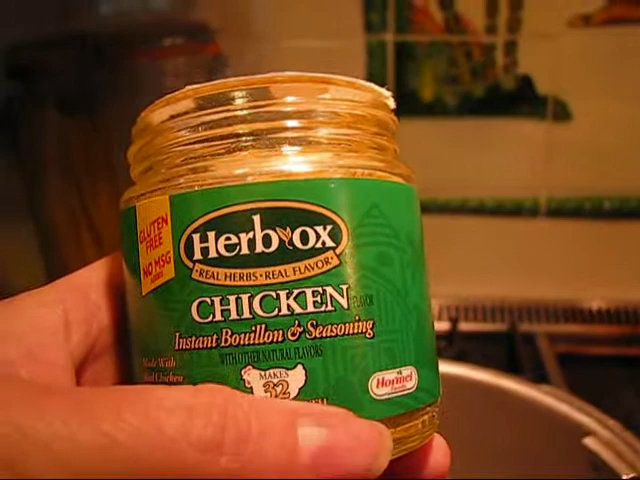 GLUTEN
FREE
NO MSG
Herb ox
·REAL HERBS·REAL FLAVOR·
CHICKEN FLAVOR
Instant Bouillon & Seasoning
WITH OTHER NATURAL FLAVORS
Made With
Chicken
MAKES
32
Hormel